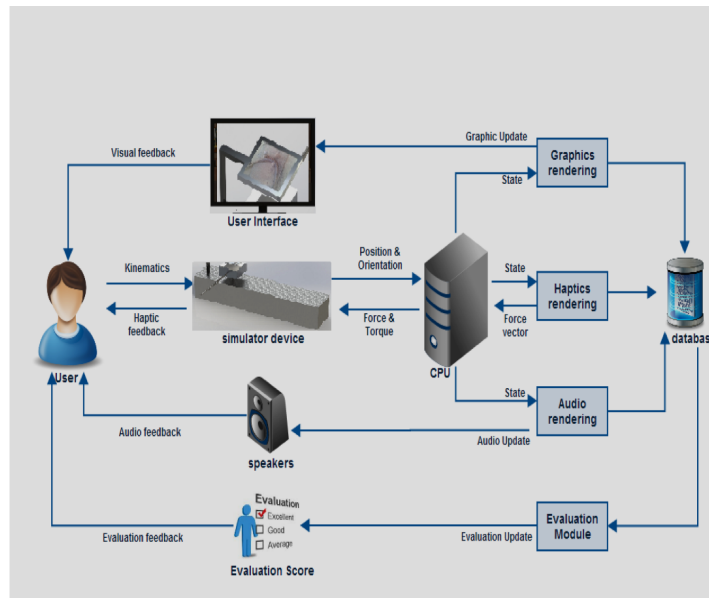 Graphic Update
Graphics
rendering
Visual feedback
State
User Interface
Position &
Orientation
Kinematics
State
Haptics
rendering
Haptic
feedback
Force &
Torque
Force
vector
simulator device
databas
CPU
User
State
Audio
rendering
Audio feedback
Audio Update
speakers
Evaluation
Excellent
Good
Average
Evaluation
Module
Evaluation feedback
Evaluation Update
Evaluation Score